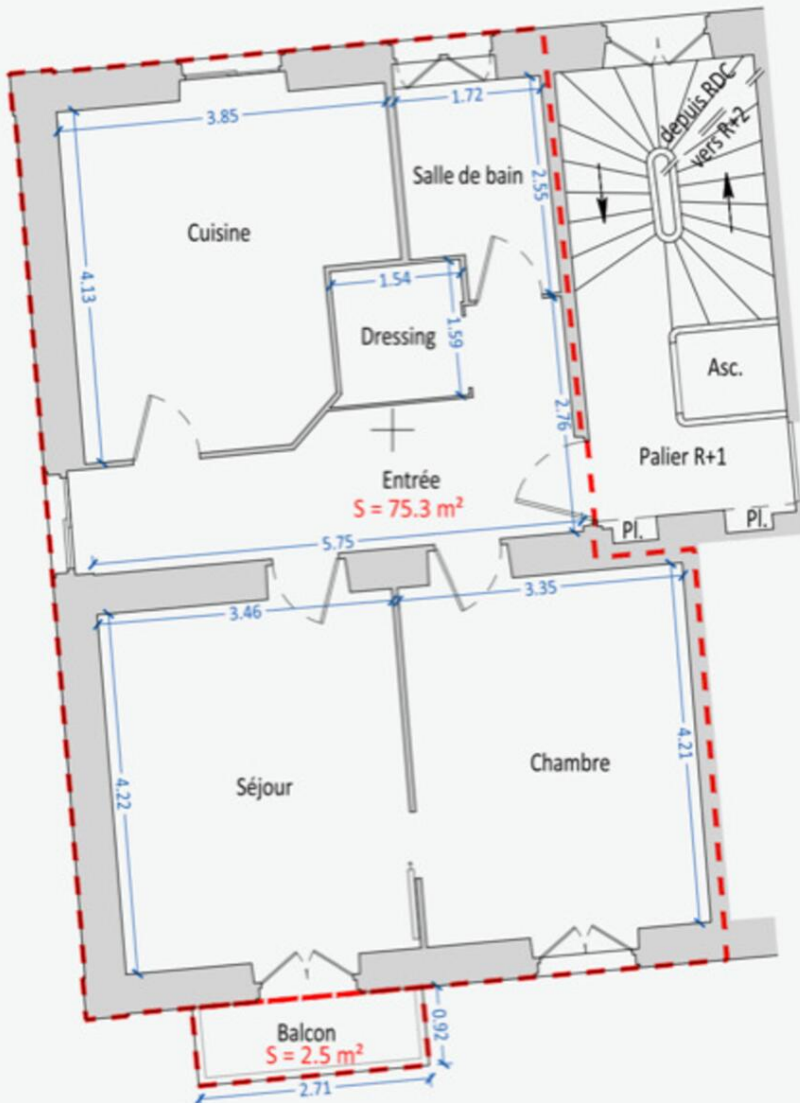 depuis RDC
vers R+2
3.85
1.72
Salle de bain
2.55
Cuisine
4.13
1.54
Dressing
1.59
Asc.
2.76
Palier R+1
Entrée
S = 75.3 m²
Pl.
Pl.
5.75
3.46
3.35
4.22
Séjour
Chambre
4.21
Balcon
S = 2.5 m²
0.92
2.71